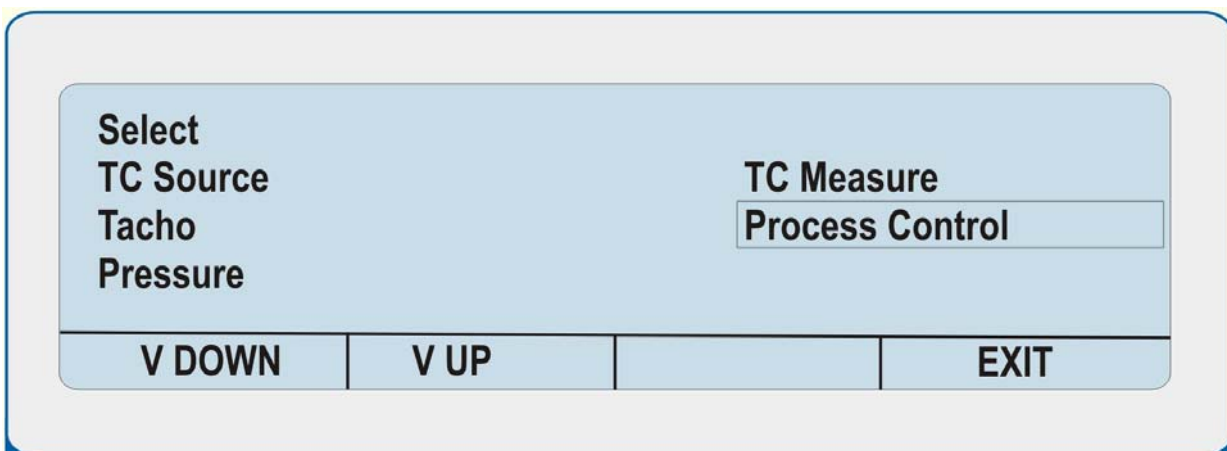 Select
TC Source TC Measure
Tacho Process Control
Pressure
V DOWN V UP EXIT